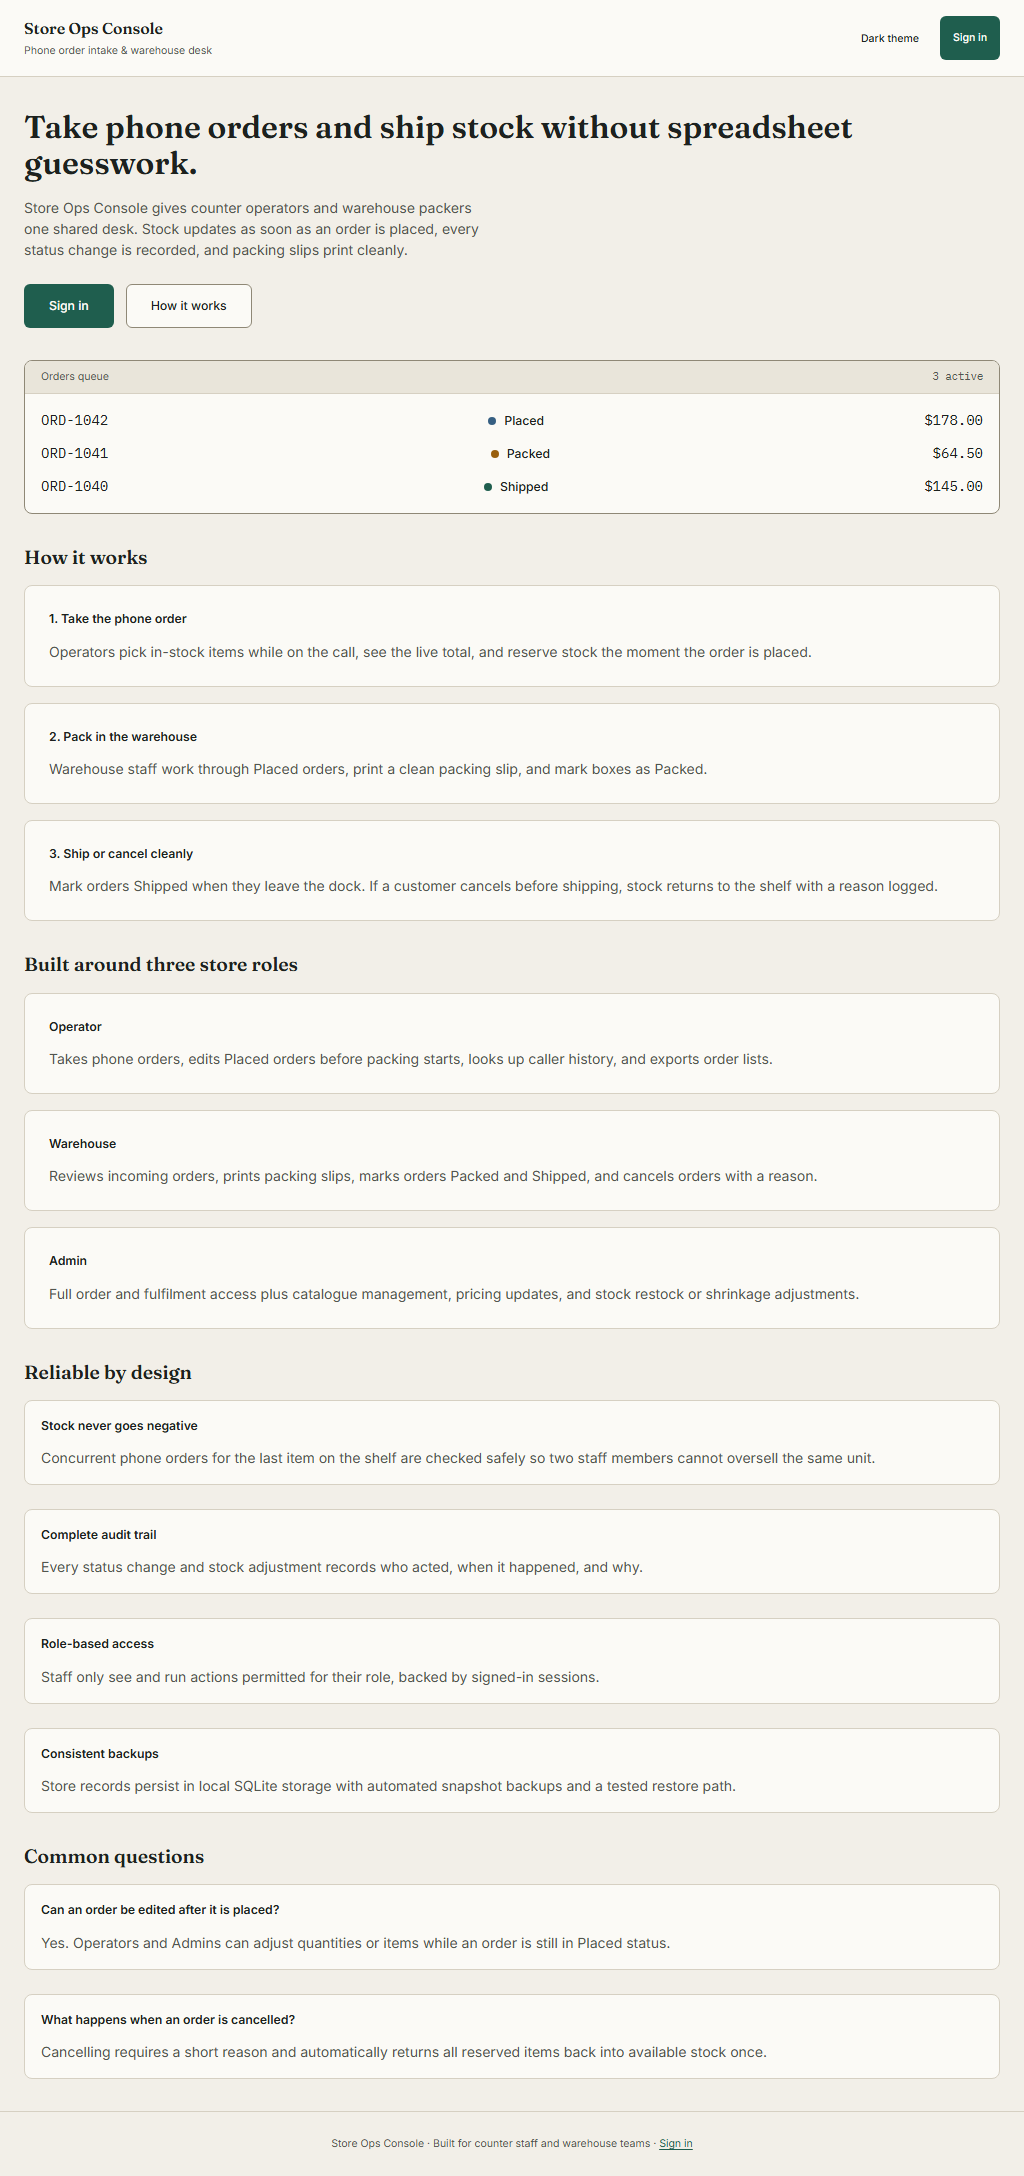 Store Ops Console
Phone order intake & warehouse desk
Dark theme
Sign in
Take phone orders and ship stock without spreadsheet
guesswork.
Store Ops Console gives counter operators and warehouse packers
one shared desk. Stock updates as soon as an order is placed, every
status change is recorded, and packing slips print cleanly.
Sign in
How it works
Orders queue
3 active
ORD-1042 Placed $178.00
ORD-1041 Packed $64.50
ORD-1040 Shipped $145.00
How it works
1. Take the phone order
Operators pick in-stock items while on the call, see the live total, and reserve stock the moment the order is placed.
2. Pack in the warehouse
Warehouse staff work through Placed orders, print a clean packing slip, and mark boxes as Packed.
3. Ship or cancel cleanly
Mark orders Shipped when they leave the dock. If a customer cancels before shipping, stock returns to the shelf with a reason logged.
Built around three store roles
Operator
Takes phone orders, edits Placed orders before packing starts, looks up caller history, and exports order lists.
Warehouse
Reviews incoming orders, prints packing slips, marks orders Packed and Shipped, and cancels orders with a reason.
Admin
Full order and fulfilment access plus catalogue management, pricing updates, and stock restock or shrinkage adjustments.
Reliable by design
Stock never goes negative
Concurrent phone orders for the last item on the shelf are checked safely so two staff members cannot oversell the same unit.
Complete audit trail
Every status change and stock adjustment records who acted, when it happened, and why.
Role-based access
Staff only see and run actions permitted for their role, backed by signed-in sessions.
Consistent backups
Store records persist in local SQLite storage with automated snapshot backups and a tested restore path.
Common questions
Can an order be edited after it is placed?
Yes. Operators and Admins can adjust quantities or items while an order is still in Placed status.
What happens when an order is cancelled?
Cancelling requires a short reason and automatically returns all reserved items back into available stock once.
Store Ops Console · Built for counter staff and warehouse teams · Sign in